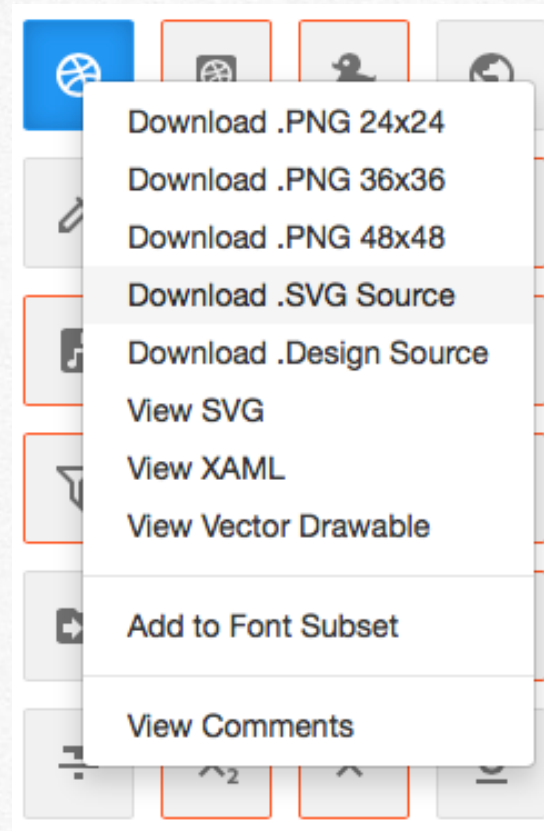 Download .PNG 24x24
Download .PNG 36x36
Download .PNG 48x48
Download .SVG Source
Download .Design Source
View SVG
View XAML
View Vector Drawable
Add to Font Subset
View Comments